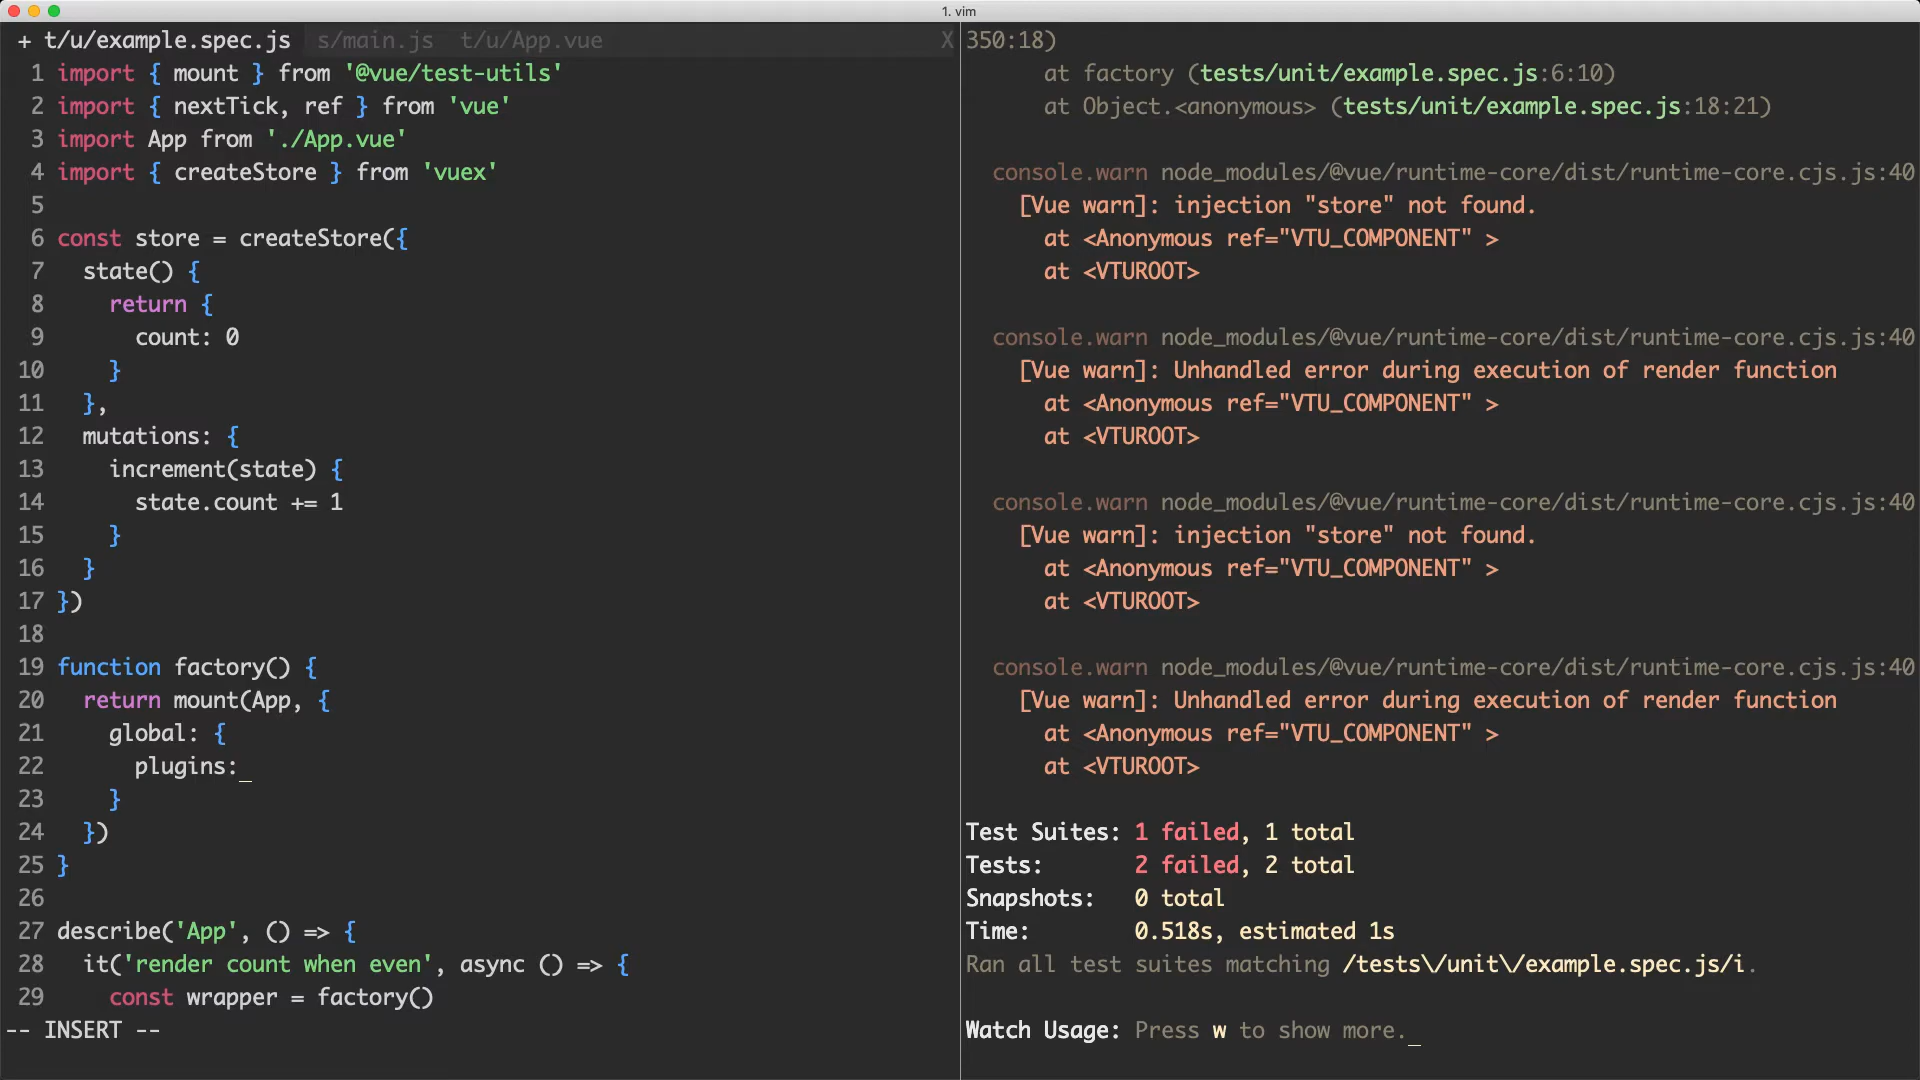 1. vim
+ t/u/example.spec.js  s/main.js  t/u/App.vue X
1 import { mount } from '@vue/test-utils'
2 import { nextTick, ref } from 'vue'
3 import App from './App.vue'
4 import { createStore } from 'vuex'
5
6 const store = createStore({
7   state() {
8     return {
9       count: 0
10     }
11   },
12   mutations: {
13     increment(state) {
14       state.count += 1
15     }
16   }
17 })
18
19 function factory() {
20   return mount(App, {
21     global: {
22       plugins:_
23     }
24   })
25 }
26
27 describe('App', () => {
28   it('render count when even', async () => {
29     const wrapper = factory()
-- INSERT --
350:18)
at factory (tests/unit/example.spec.js:6:10)
at Object.<anonymous> (tests/unit/example.spec.js:18:21)
console.warn node_modules/@vue/runtime-core/dist/runtime-core.cjs.js:40
[Vue warn]: injection "store" not found.
at <Anonymous ref="VTU_COMPONENT" >
at <VTUROOT>
console.warn node_modules/@vue/runtime-core/dist/runtime-core.cjs.js:40
[Vue warn]: Unhandled error during execution of render function
at <Anonymous ref="VTU_COMPONENT" >
at <VTUROOT>
console.warn node_modules/@vue/runtime-core/dist/runtime-core.cjs.js:40
[Vue warn]: injection "store" not found.
at <Anonymous ref="VTU_COMPONENT" >
at <VTUROOT>
console.warn node_modules/@vue/runtime-core/dist/runtime-core.cjs.js:40
[Vue warn]: Unhandled error during execution of render function
at <Anonymous ref="VTU_COMPONENT" >
at <VTUROOT>
Test Suites: 1 failed, 1 total
Tests: 2 failed, 2 total
Snapshots: 0 total
Time: 0.518s, estimated 1s
Ran all test suites matching /tests\/unit\/example.spec.js/i.
Watch Usage: Press w to show more._